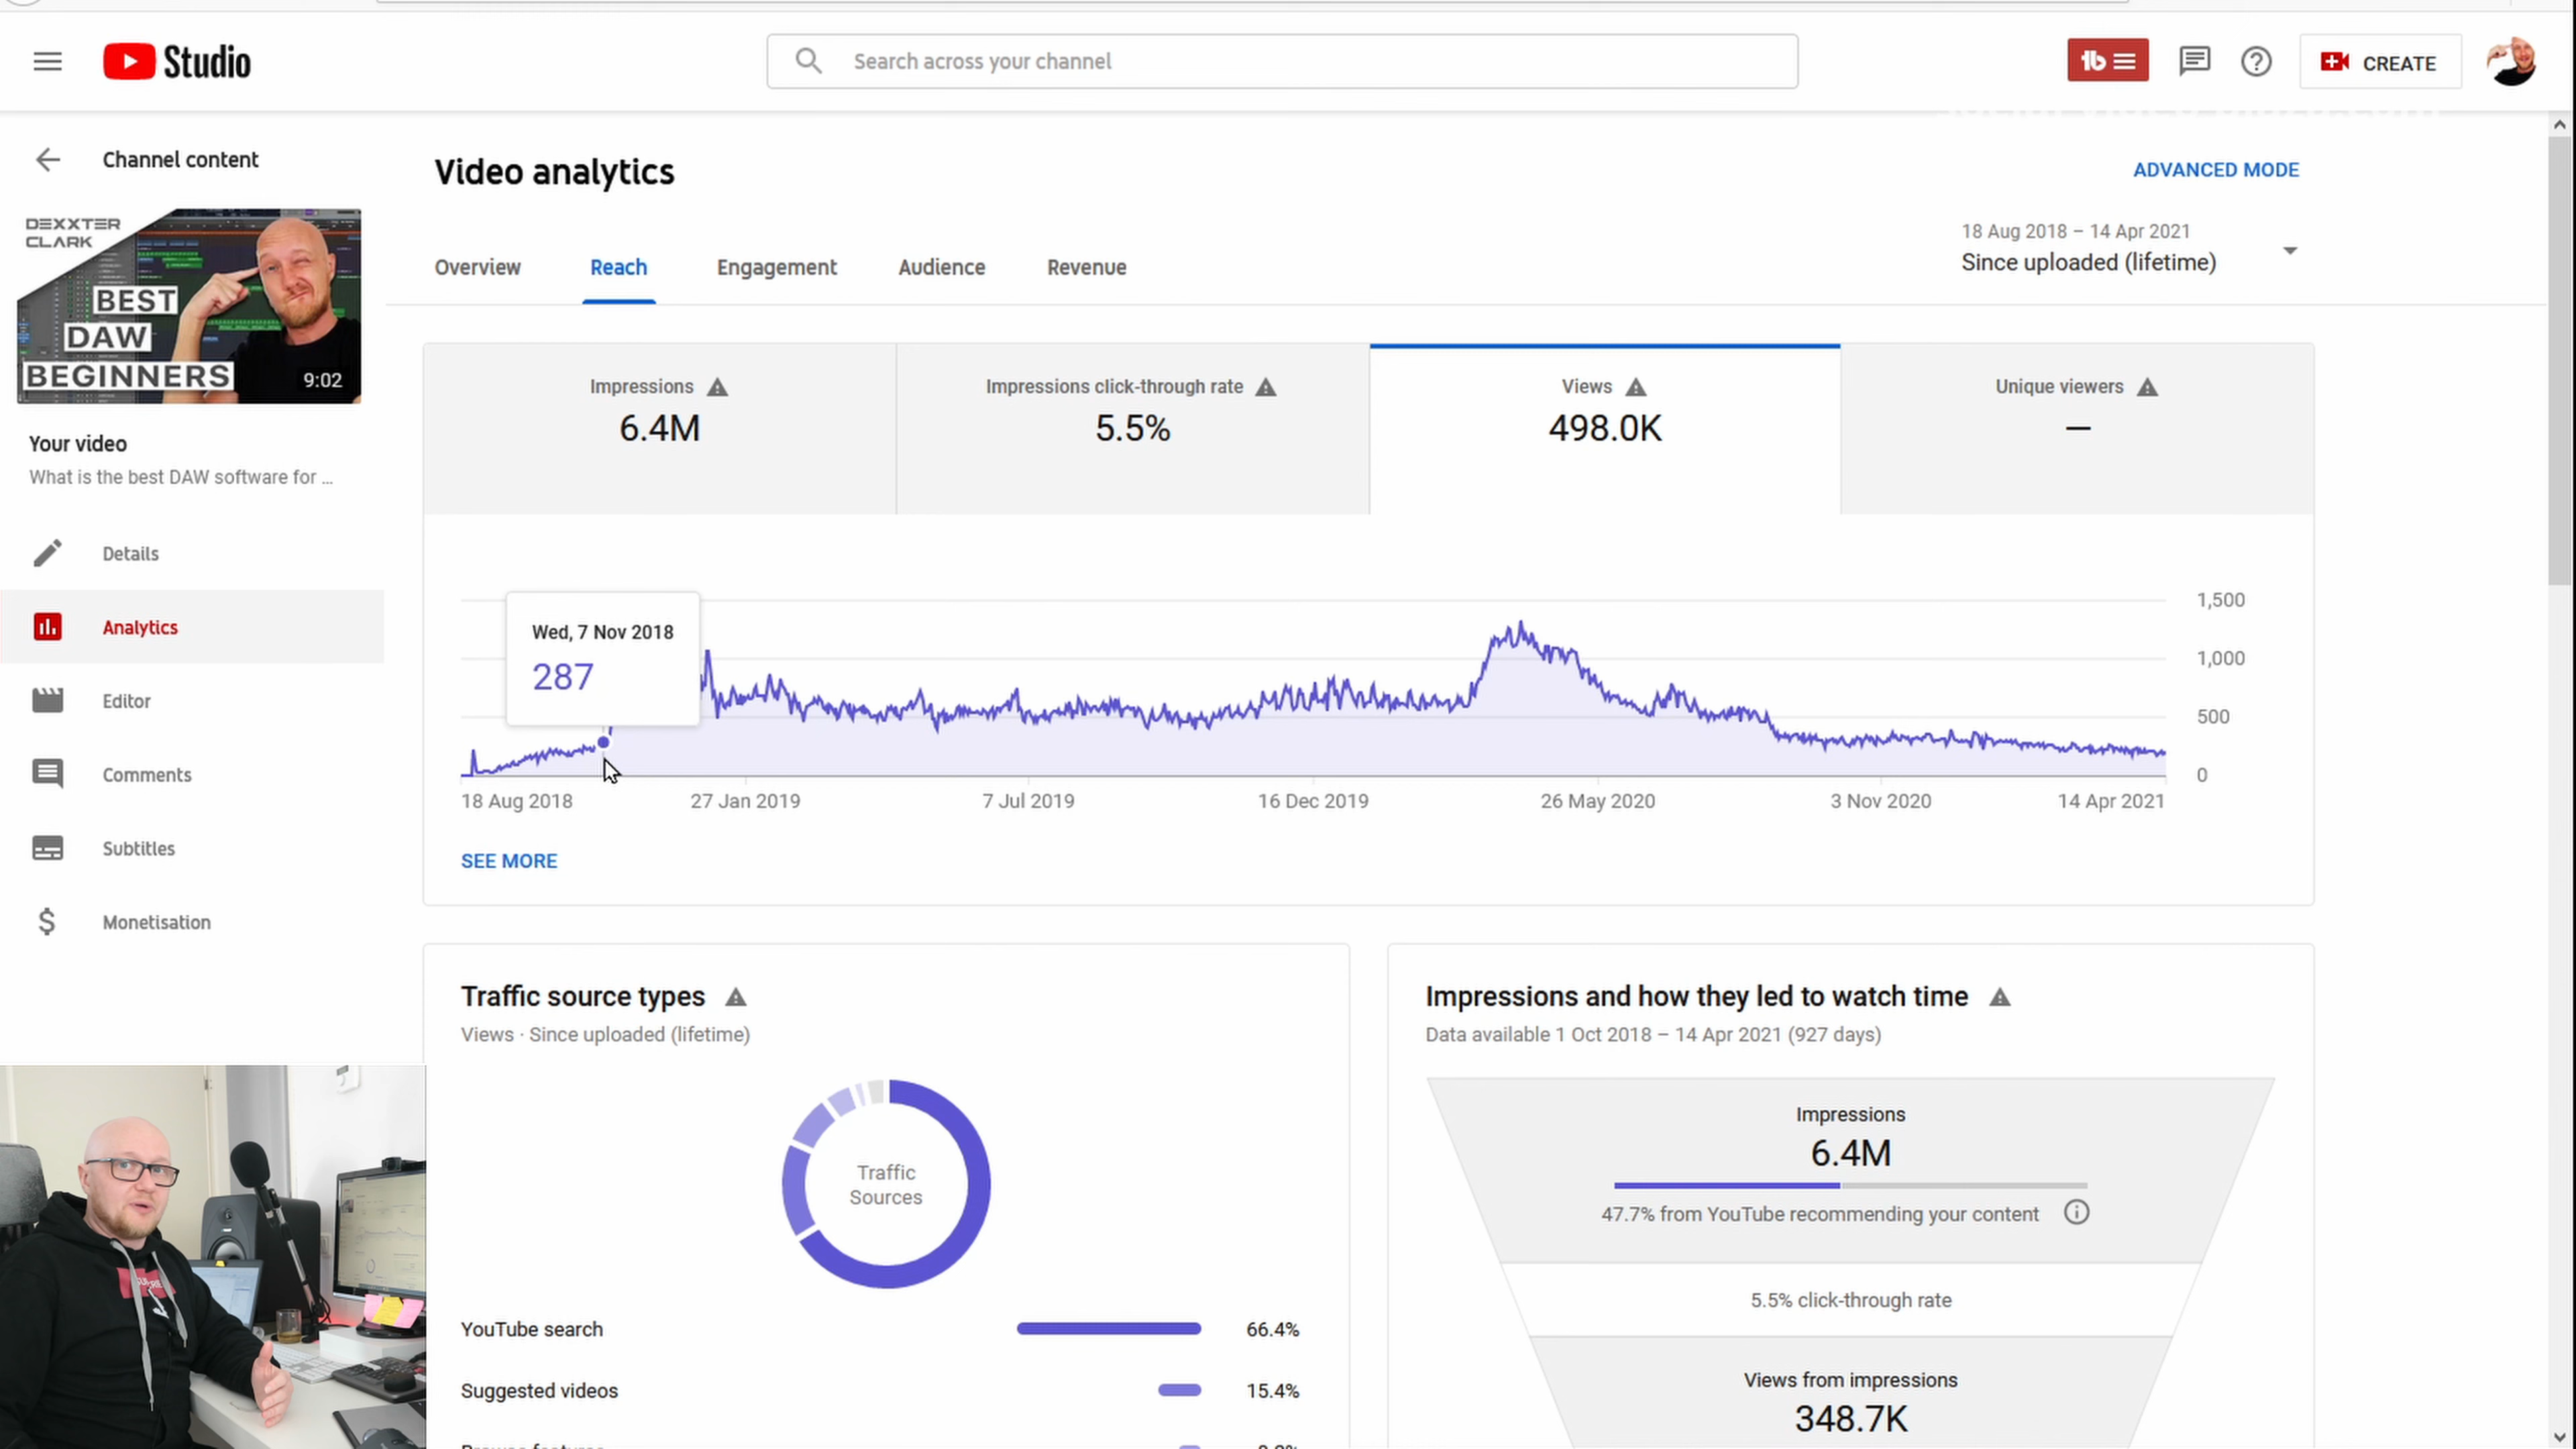 Studio
Search across your channel
CREATE
Channel content
DEXXTER
CLARK
BEST
DAW
BEGINNERS
9:02
Your video
What is the best DAW software for ...
Details
Analytics
Editor
Comments
Subtitles
Monetisation
Video analytics
ADVANCED MODE
18 Aug 2018 – 14 Apr 2021
Since uploaded (lifetime)
Overview
Reach
Engagement
Audience
Revenue
Impressions
6.4M
Impressions click-through rate
5.5%
Views
498.0K
Unique viewers
—
Wed, 7 Nov 2018
287
1,500
1,000
500
0
18 Aug 2018
27 Jan 2019
7 Jul 2019
16 Dec 2019
26 May 2020
3 Nov 2020
14 Apr 2021
SEE MORE
Traffic source types
Views · Since uploaded (lifetime)
Traffic
Sources
YouTube search
66.4%
Suggested videos
15.4%
Impressions and how they led to watch time
Data available 1 Oct 2018 – 14 Apr 2021 (927 days)
Impressions
6.4M
47.7% from YouTube recommending your content
5.5% click-through rate
Views from impressions
348.7K